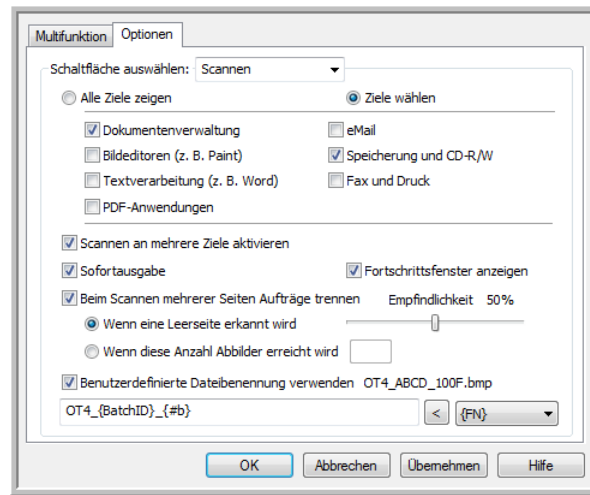 Multifunktion Optionen
Schaltfläche auswählen: Scannen
Alle Ziele zeigen Ziele wählen
Dokumentenverwaltung eMail
Bildeditoren (z. B. Paint) Speicherung und CD-R/W
Textverarbeitung (z. B. Word) Fax und Druck
PDF-Anwendungen
Scannen an mehrere Ziele aktivieren
Sofortausgabe Fortschrittsfenster anzeigen
Beim Scannen mehrerer Seiten Aufträge trennen Empfindlichkeit 50%
Wenn eine Leerseite erkannt wird
Wenn diese Anzahl Abbilder erreicht wird
Benutzerdefinierte Dateibenennung verwenden OT4_ABCD_100F.bmp
OT4_{BatchID}_{#b} < {FN}
OK Abbrechen Übernehmen Hilfe